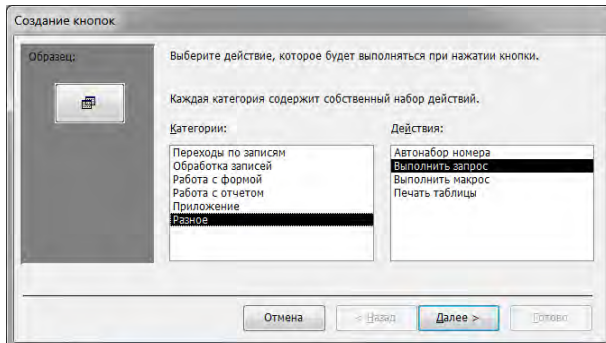 Создание кнопок
Образец:
Выберите действие, которое будет выполняться при нажатии кнопки.
Каждая категория содержит собственный набор действий.
Категории:
Переходы по записям
Обработка записей
Работа с формой
Работа с отчетом
Приложение
Разное
Действия:
Автонабор номера
Выполнить запрос
Выполнить макрос
Печать таблицы
Отмена
< Назад
Далее >
Готово